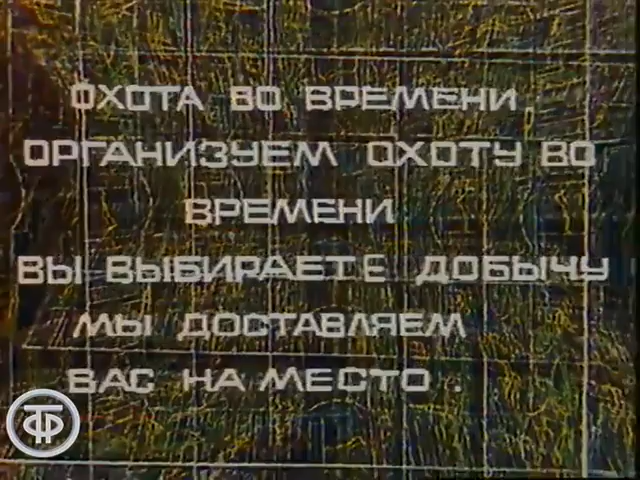 ОХОТА ВО ВРЕМЕНИ.
ОРГАНИЗУЕМ ОХОТУ ВО
ВРЕМЕНИ
ВЫ ВЫБИРАЕТЕ ДОБЫЧУ
МЫ ДОСТАВЛЯЕМ
ВАС НА МЕСТО.